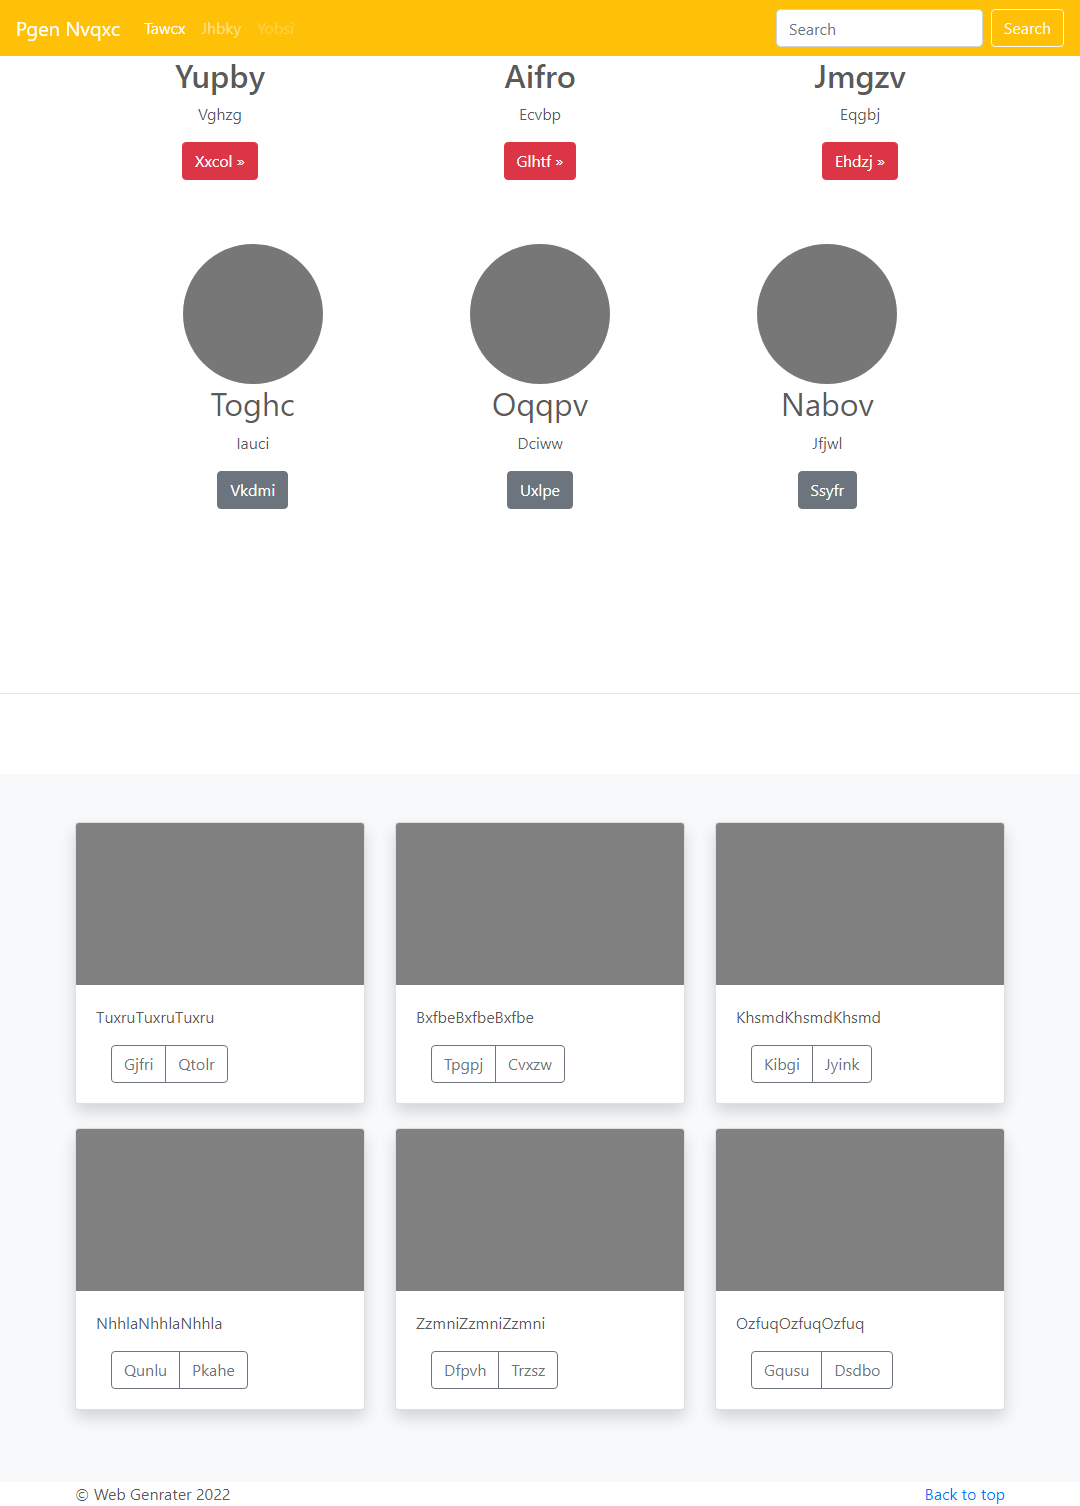 Pgen Nvqxc Tawcx Jhbky Yobsi Search Search
Yupby Aifro Jmgzv
Vghzg Ecvbp Eqgbj
Xxcol » Glhtf » Ehdzj »
Toghc Oqqpv Nabov
Iauci Dciww Jfjwl
Vkdmi Uxlpe Ssyfr
TuxruTuxruTuxru BxfbeBxfbeBxfbe KhsmdKhsmdKhsmd
Gjfri Qtolr Tpgpj Cvxzw Kibgi Jyink
NhhlaNhhlaNhhla ZzmniZzmniZzmni OzfuqOzfuqOzfuq
Qunlu Pkahe Dfpvh Trzsz Gqusu Dsdbo
© Web Genrater 2022 Back to top